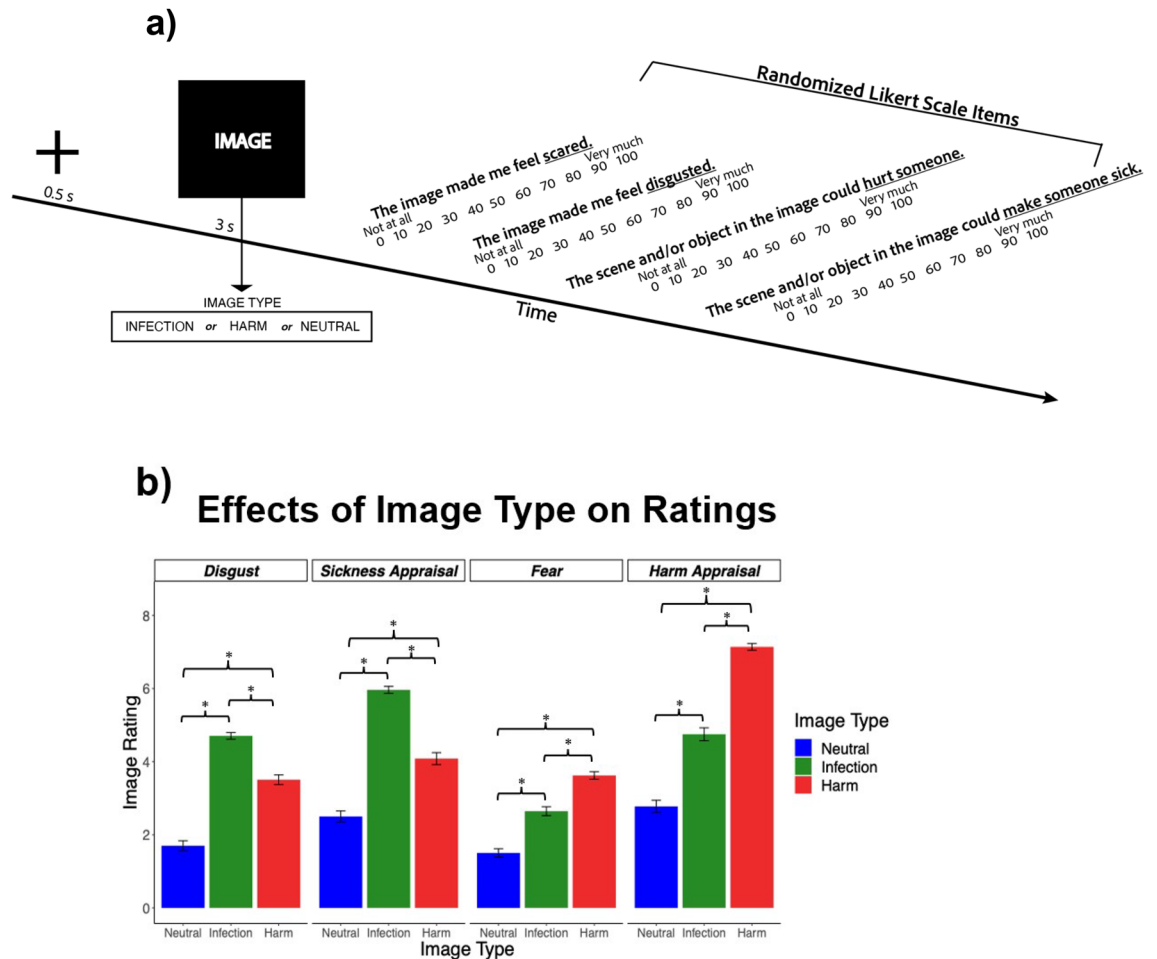 a)
Randomized Likert Scale Items
IMAGE
0.5 s
3 s
The image made me feel scared.
Not at all Very much
0 10 20 30 40 50 60 70 80 90 100
The image made me feel disgusted.
Not at all Very much
0 10 20 30 40 50 60 70 80 90 100
The scene and/or object in the image could hurt someone.
Not at all Very much
0 10 20 30 40 50 60 70 80 90 100
The scene and/or object in the image could make someone sick.
Not at all Very much
0 10 20 30 40 50 60 70 80 90 100
Time
IMAGE TYPE
INFECTION or HARM or NEUTRAL
b)
Effects of Image Type on Ratings
Disgust Sickness Appraisal Fear Harm Appraisal
* * *
* * *
* * *
* * *
Image Rating
8
6
4
2
0
Neutral Infection Harm Neutral Infection Harm Neutral Infection Harm Neutral Infection Harm
Image Type
Image Type
Neutral
Infection
Harm